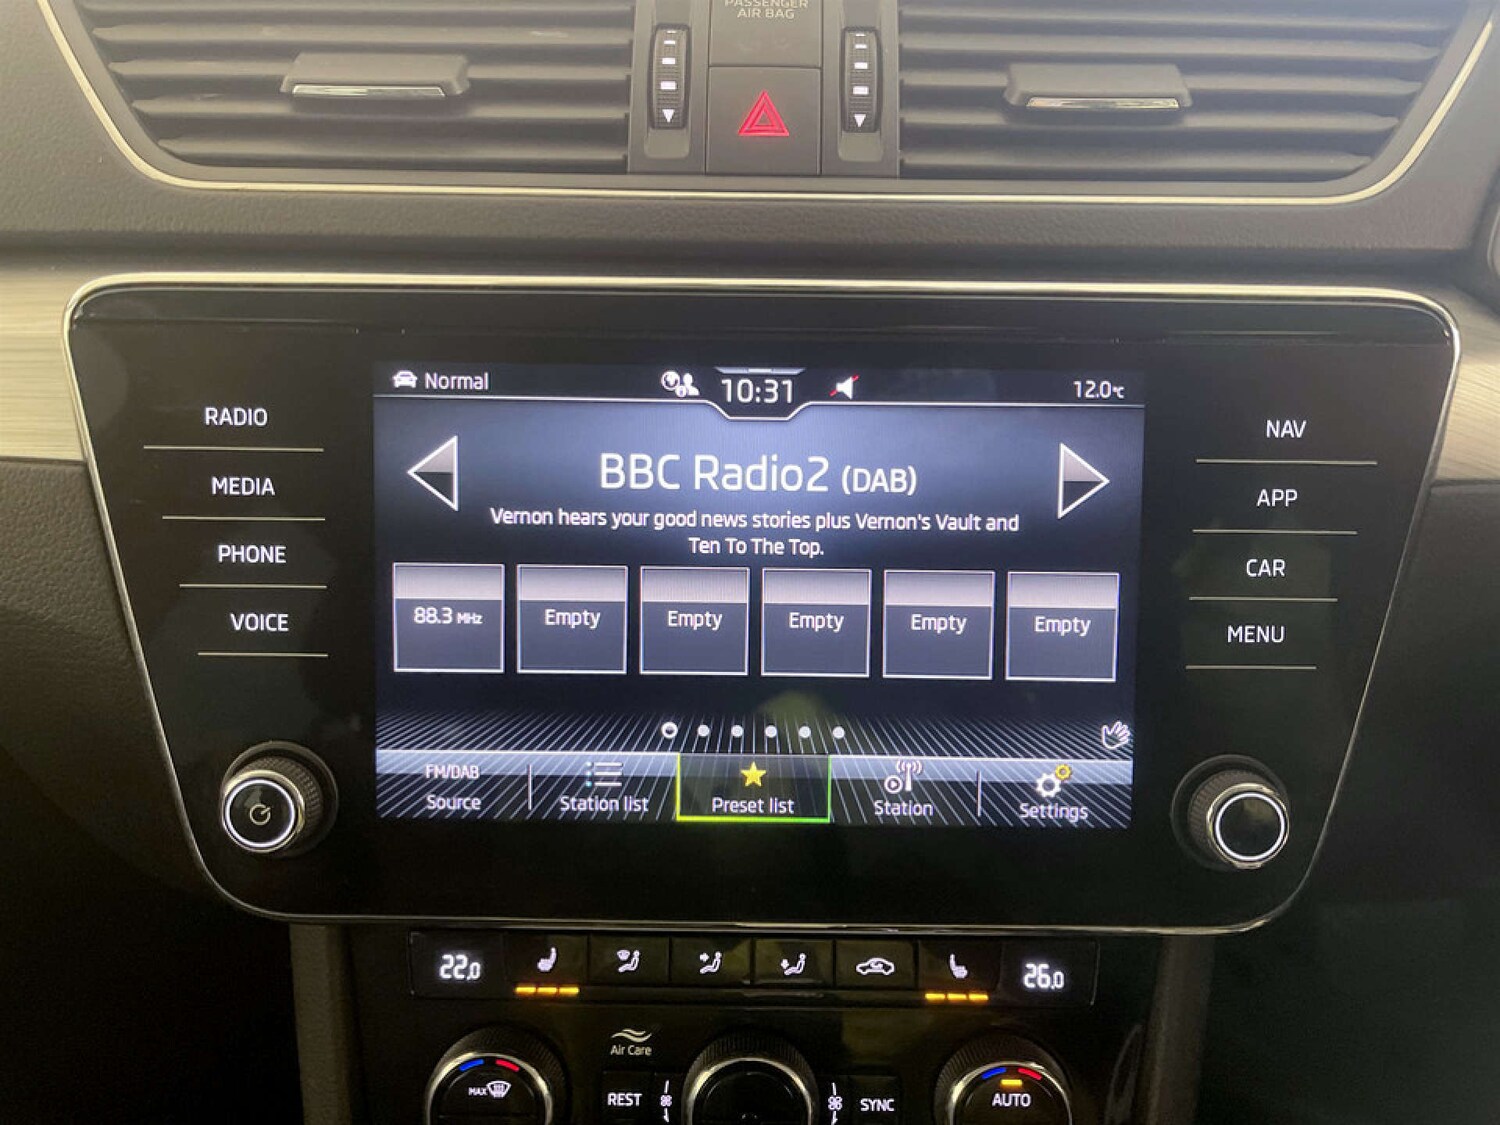 PASSENGER
AIR BAG
Normal
10:31
12.0°C
RADIO
MEDIA
PHONE
VOICE
NAV
APP
CAR
MENU
BBC Radio2 (DAB)
Vernon hears your good news stories plus Vernon's Vault and
Ten To The Top.
88.3 MHz
Empty
Empty
Empty
Empty
Empty
FM/DAB
Source
Station list
Preset list
Station
Settings
22.0
26.0
Air Care
MAX
REST
SYNC
AUTO